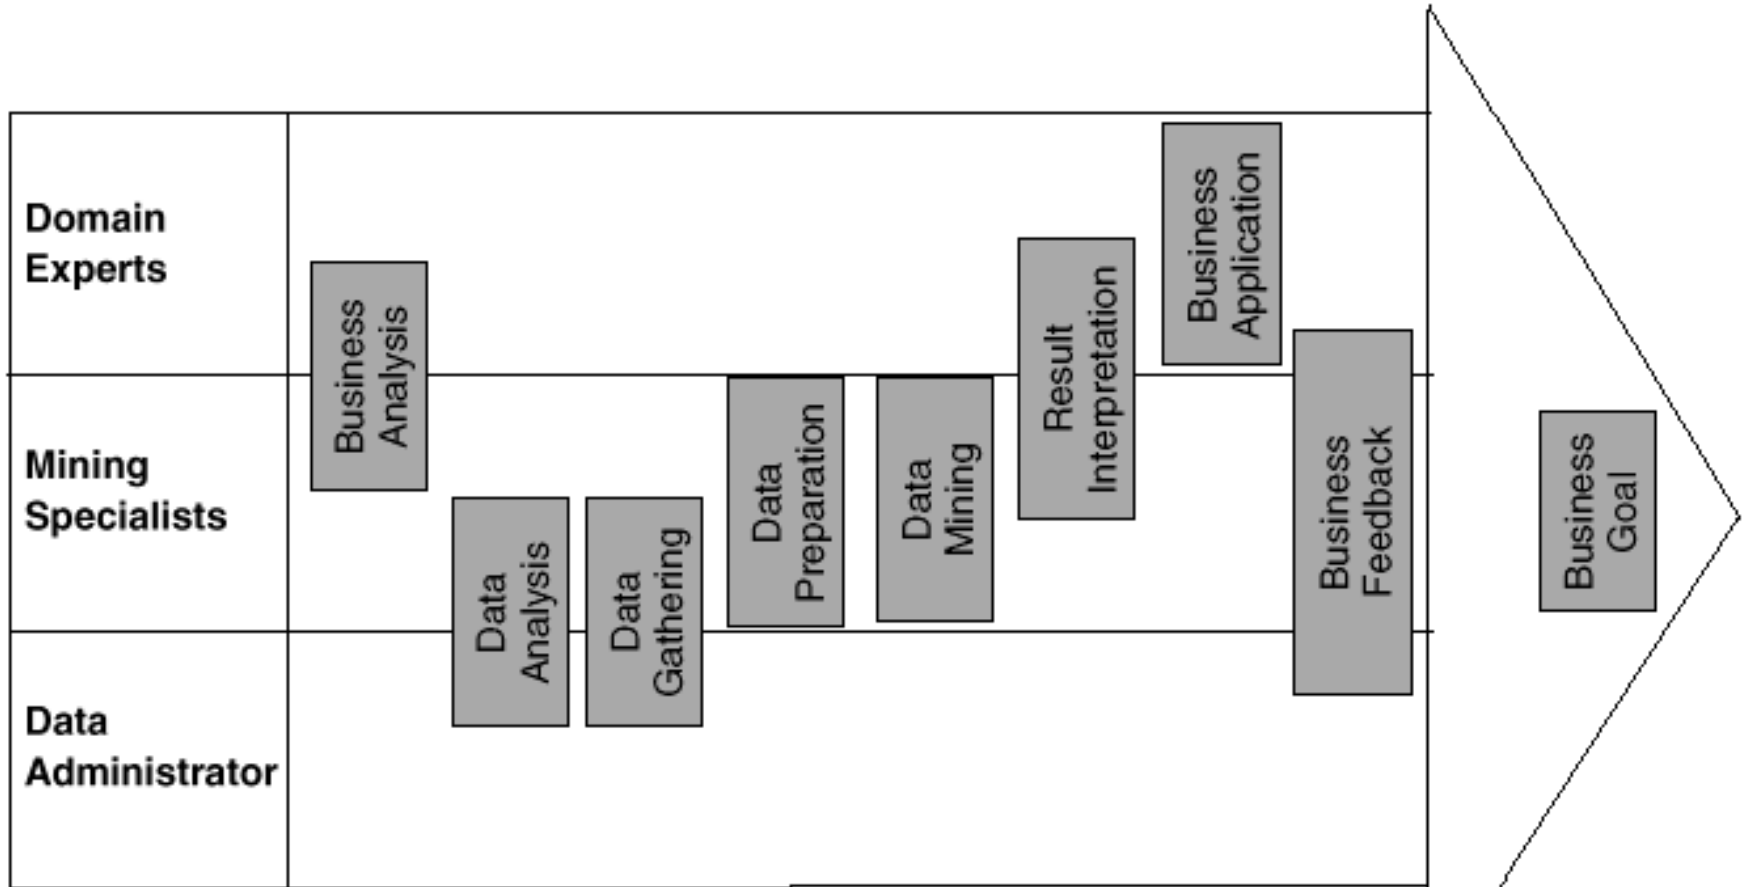 Domain
Experts
Mining
Specialists
Data
Administrator
Business
Analysis
Data
Analysis
Data
Gathering
Data
Preparation
Data
Mining
Result
Interpretation
Business
Application
Business
Feedback
Business
Goal